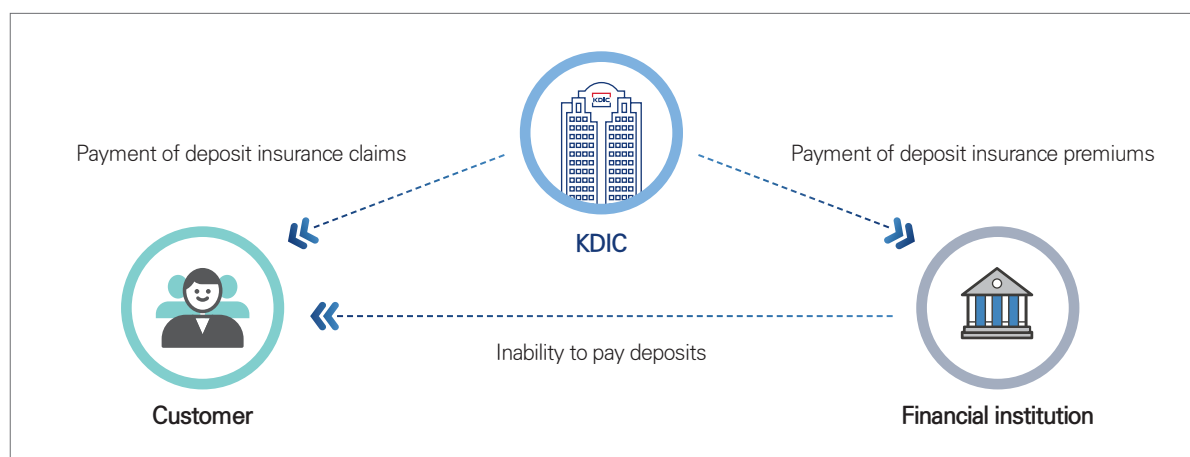 KDIC
Payment of deposit insurance claims
Payment of deposit insurance premiums
KDIC
Inability to pay deposits
Customer
Financial institution